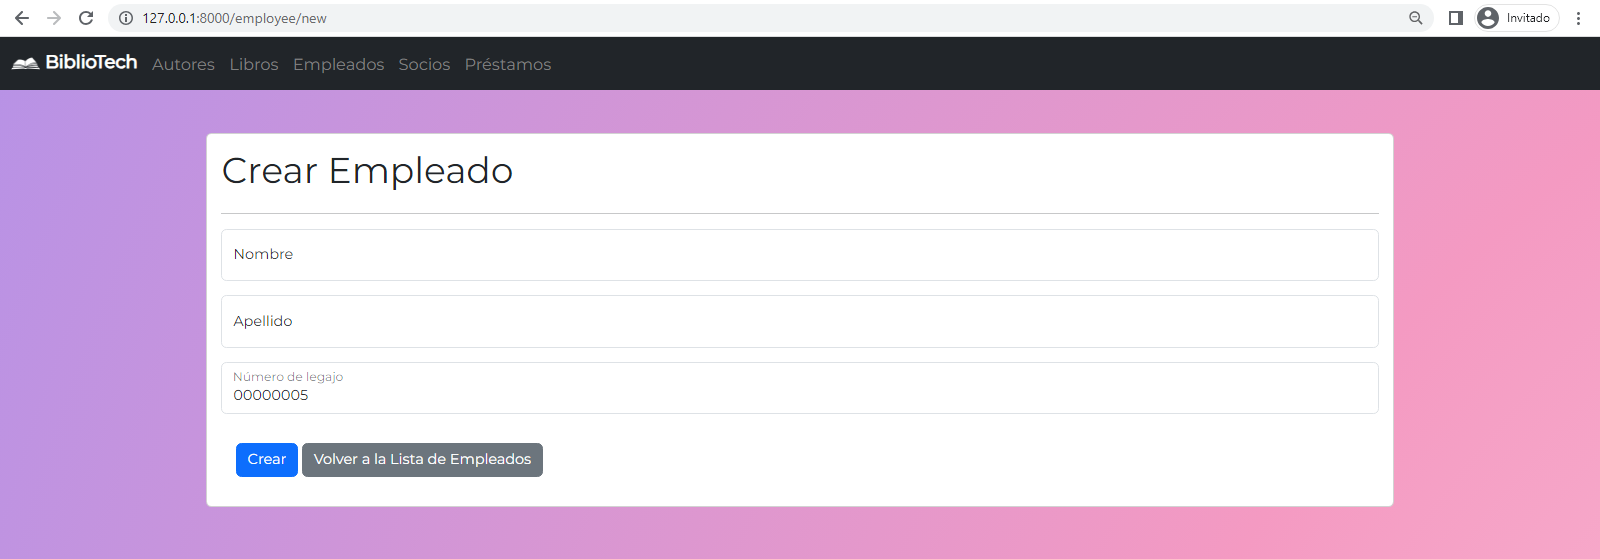 127.0.0.1:8000/employee/new
Invitado
BiblioTech Autores Libros Empleados Socios Préstamos
Crear Empleado
Nombre
Apellido
Número de legajo
00000005
Crear Volver a la Lista de Empleados